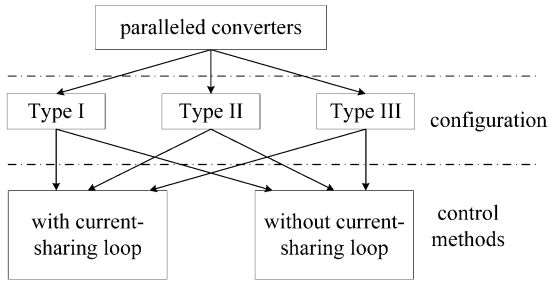 paralleled converters
Type I
Type II
Type III
configuration
with current-
sharing loop
without current-
sharing loop
control
methods